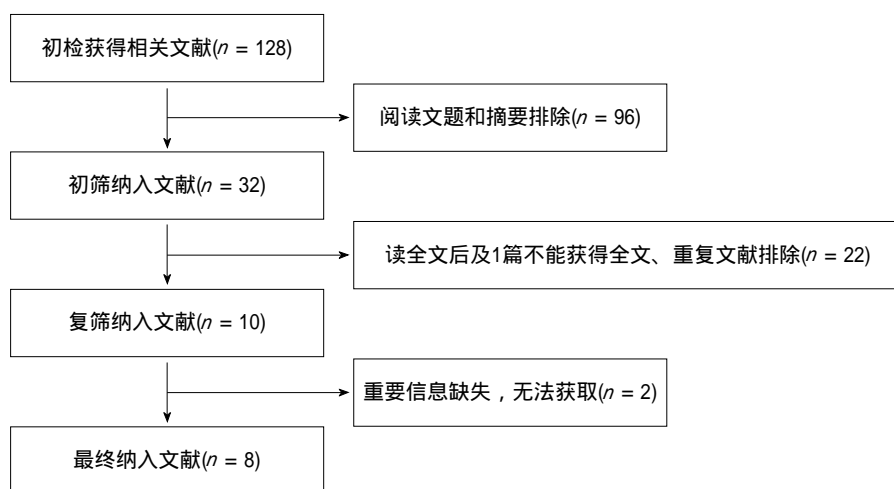 初检获得相关文献(n = 128)
阅读文题和摘要排除(n = 96)
初筛纳入文献(n = 32)
读全文后及1篇不能获得全文、重复文献排除(n = 22)
复筛纳入文献(n = 10)
重要信息缺失，无法获取(n = 2)
最终纳入文献(n = 8)